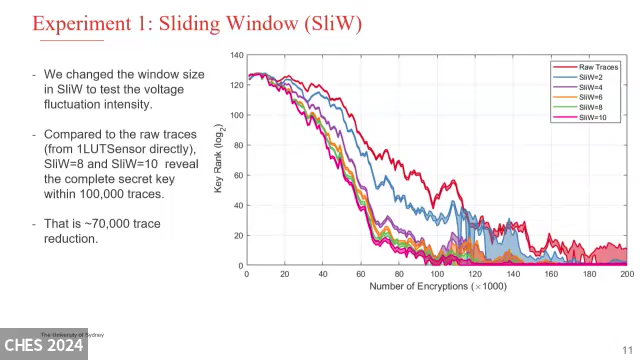 Experiment 1: Sliding Window (SliW)
- We changed the window size
in SliW to test the voltage
fluctuation intensity.
- Compared to the raw traces
(from 1LUTSensor directly),
SliW=8 and SliW=10 reveal
the complete secret key
within 100,000 traces.
- That is ~70,000 trace
reduction.
Key Rank (log2)
140
120
100
80
60
40
20
0
Raw Traces
SliW=2
SliW=4
SliW=6
SliW=8
SliW=10
0 20 40 60 80 100 120 140 160 180 200
Number of Encryptions (×1000)
The University of Sydney
CHES 2024
11